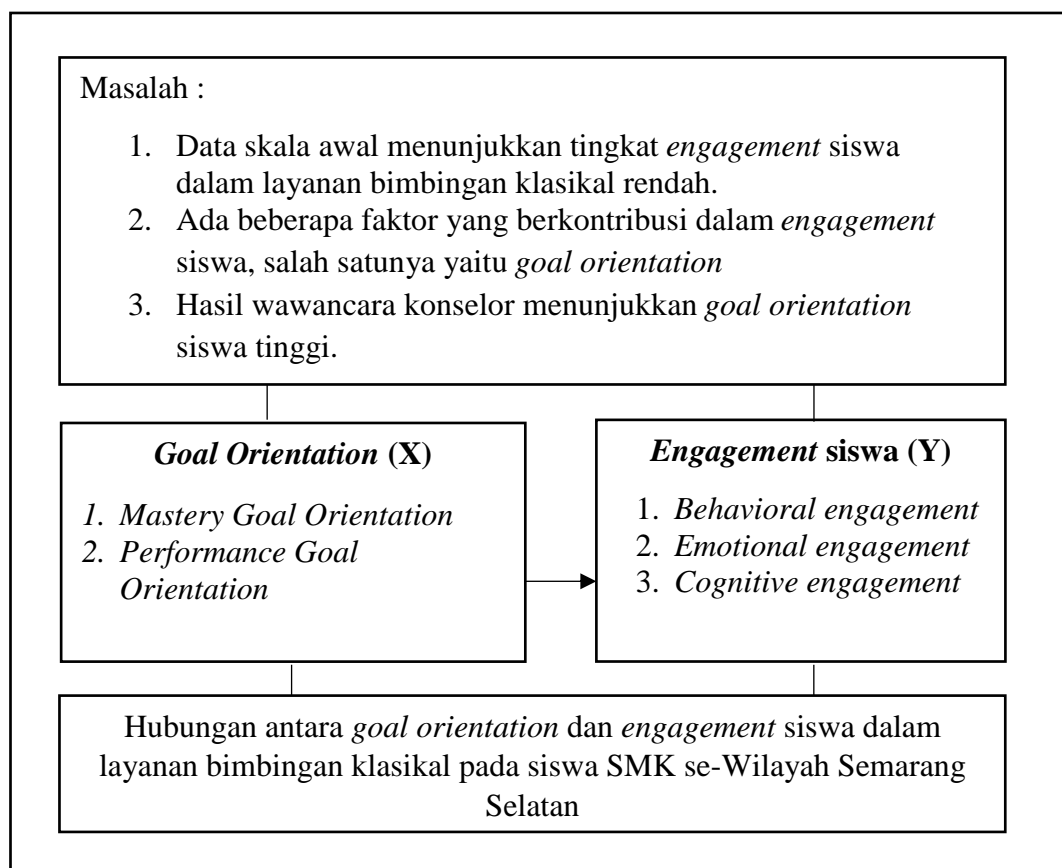 Masalah :
1. Data skala awal menunjukkan tingkat engagement siswa
dalam layanan bimbingan klasikal rendah.
2. Ada beberapa faktor yang berkontribusi dalam engagement
siswa, salah satunya yaitu goal orientation
3. Hasil wawancara konselor menunjukkan goal orientation
siswa tinggi.
Goal Orientation (X)
1. Mastery Goal Orientation
2. Performance Goal
Orientation
Engagement siswa (Y)
1. Behavioral engagement
2. Emotional engagement
3. Cognitive engagement
Hubungan antara goal orientation dan engagement siswa dalam
layanan bimbingan klasikal pada siswa SMK se-Wilayah Semarang
Selatan